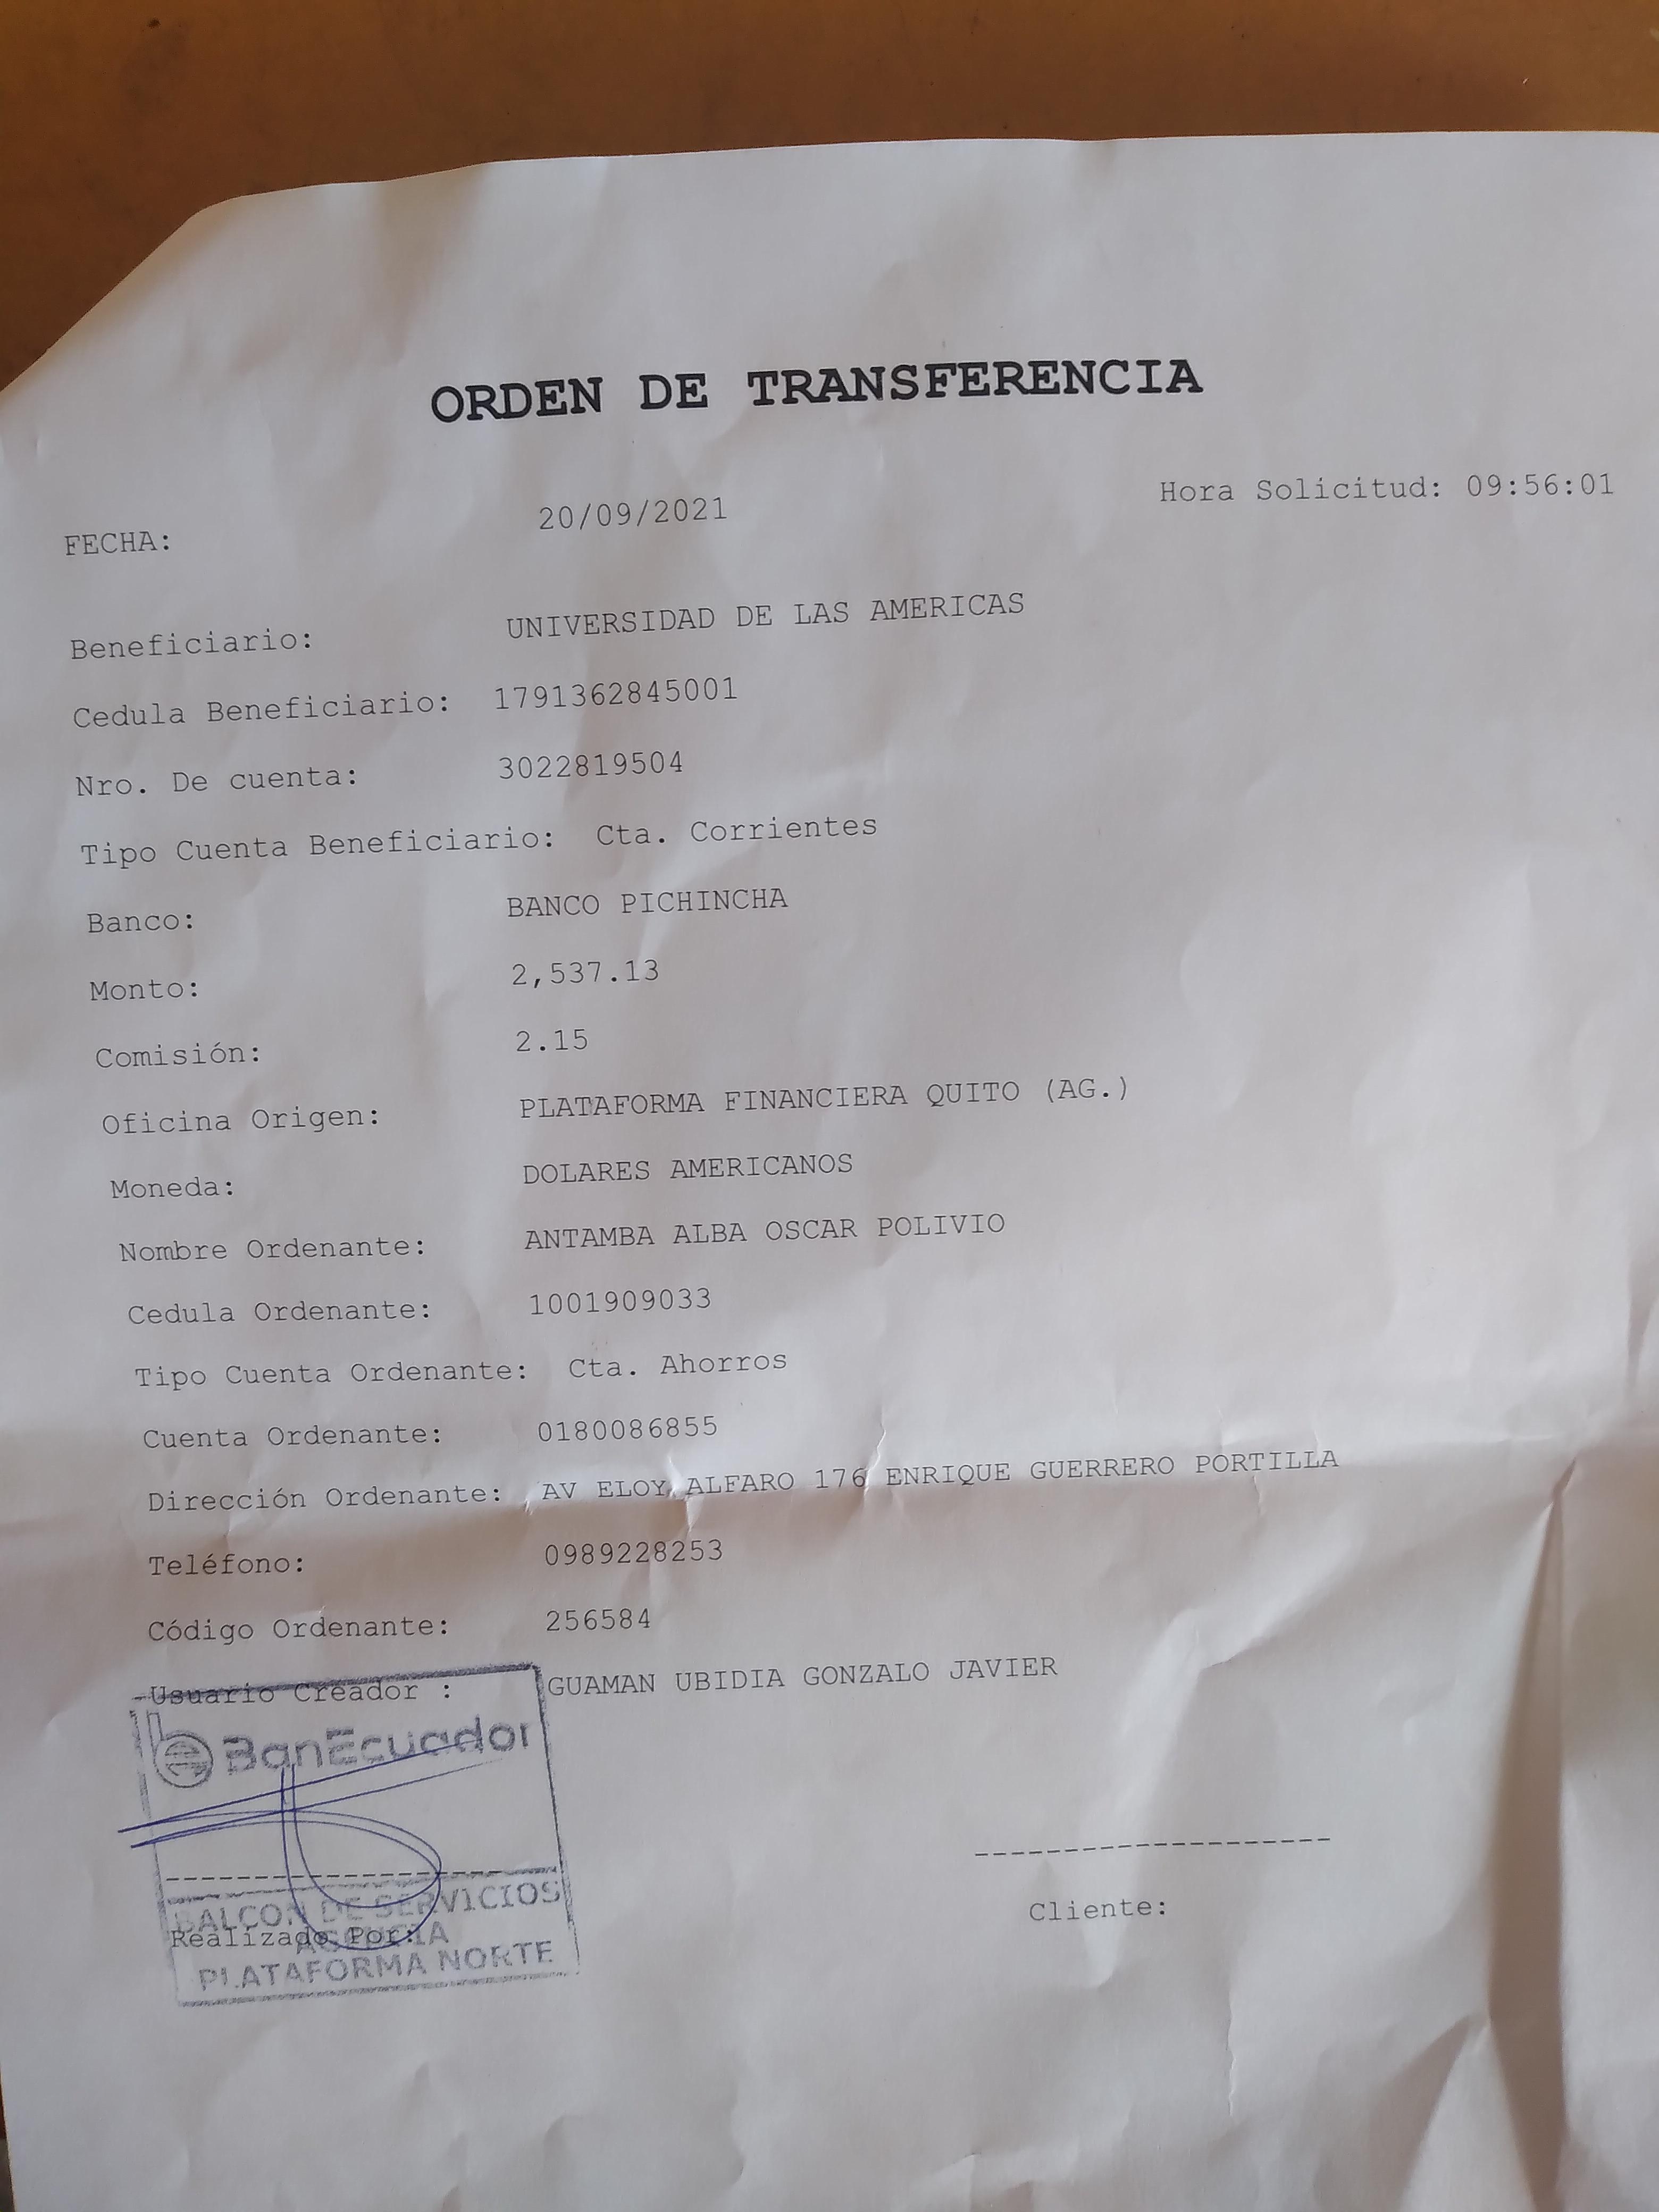 ORDEN DE TRANSFERENCIA
Hora Solicitud: 09:56:01
FECHA: 20/09/2021
Beneficiario: UNIVERSIDAD DE LAS AMERICAS
Cedula Beneficiario: 1791362845001
Nro. De cuenta: 3022819504
Tipo Cuenta Beneficiario: Cta. Corrientes
Banco: BANCO PICHINCHA
Monto: 2,537.13
Comisión: 2.15
Oficina Origen: PLATAFORMA FINANCIERA QUITO (AG.)
Moneda: DOLARES AMERICANOS
Nombre Ordenante: ANTAMBA ALBA OSCAR POLIVIO
Cedula Ordenante: 1001909033
Tipo Cuenta Ordenante: Cta. Ahorros
Cuenta Ordenante: 0180086855
Dirección Ordenante: AV ELOY ALFARO 176 ENRIQUE GUERRERO PORTILLA
Teléfono: 0989228253
Código Ordenante: 256584
Usuario Creador : GUAMAN UBIDIA GONZALO JAVIER
BanEcuador
BALCON DE SERVICIOS
AGENCIA
PLATAFORMA NORTE
Realizado Por:
Cliente: